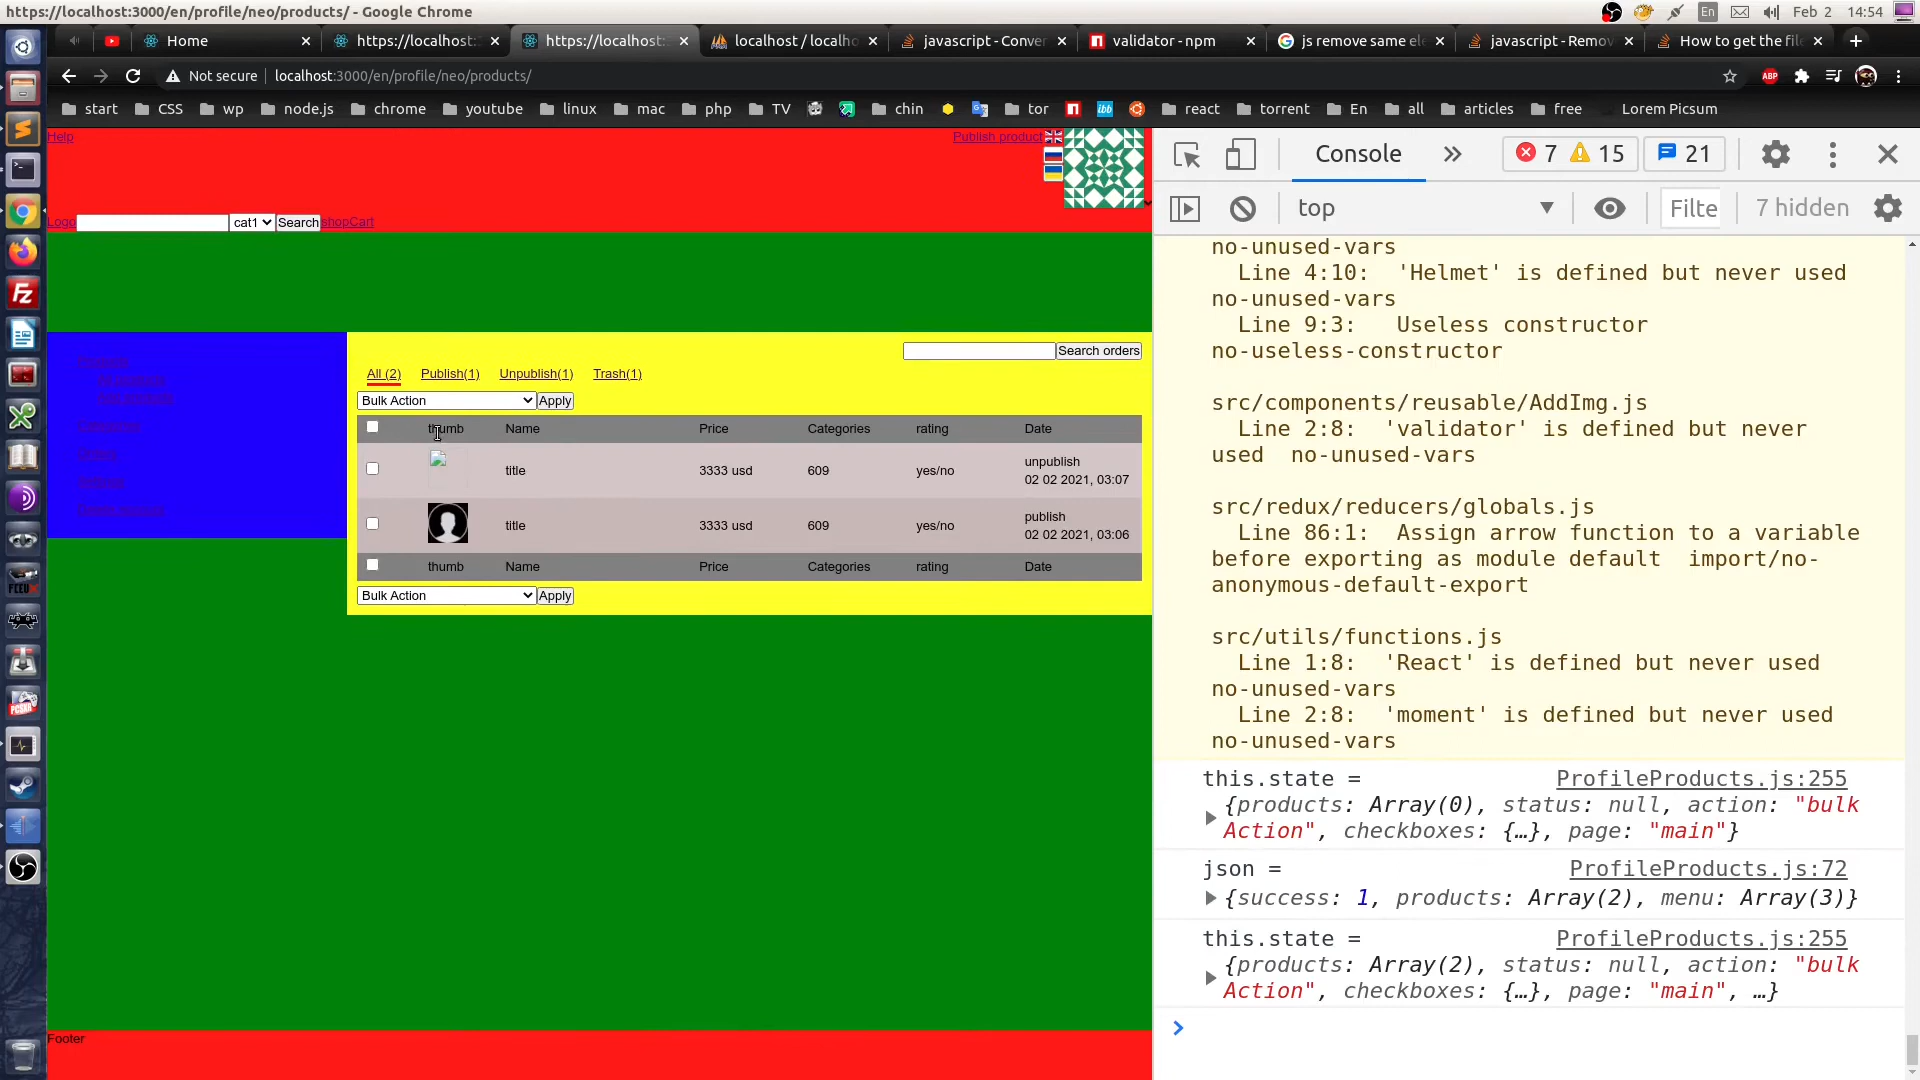 https://localhost:3000/en/profile/neo/products/ - Google Chrome
En
Feb 2
14:54
Home
https://localhost:
https://localhost:
localhost / localho
javascript - Conver
validator - npm
js remove same ele
javascript - Remov
How to get the file
Not secure
localhost:3000/en/profile/neo/products/
ABP
start
CSS
wp
node.js
chrome
youtube
linux
mac
php
TV
chin
tor
ibb
react
torrent
En
all
articles
free
Lorem Picsum
Help
Publish product
Logo
cat1
Search
shopCart
Products
Search orders
All (2)
Publish(1)
Unpublish(1)
Trash(1)
Bulk Action
Apply
thumb Name Price Categories rating Date
title 3333 usd 609 yes/no unpublish
02 02 2021, 03:07
title 3333 usd 609 yes/no publish
02 02 2021, 03:06
thumb Name Price Categories rating Date
Bulk Action
Apply
Footer
Console
7
15
21
top
Filte
7 hidden
no-unused-vars
Line 4:10: 'Helmet' is defined but never used
no-unused-vars
Line 9:3: Useless constructor
no-useless-constructor
src/components/reusable/AddImg.js
Line 2:8: 'validator' is defined but never
used no-unused-vars
src/redux/reducers/globals.js
Line 86:1: Assign arrow function to a variable
before exporting as module default import/no-
anonymous-default-export
src/utils/functions.js
Line 1:8: 'React' is defined but never used
no-unused-vars
Line 2:8: 'moment' is defined but never used
no-unused-vars
this.state = ProfileProducts.js:255
{products: Array(0), status: null, action: "bulk
Action", checkboxes: {…}, page: "main"}
json = ProfileProducts.js:72
{success: 1, products: Array(2), menu: Array(3)}
this.state = ProfileProducts.js:255
{products: Array(2), status: null, action: "bulk
Action", checkboxes: {…}, page: "main", …}